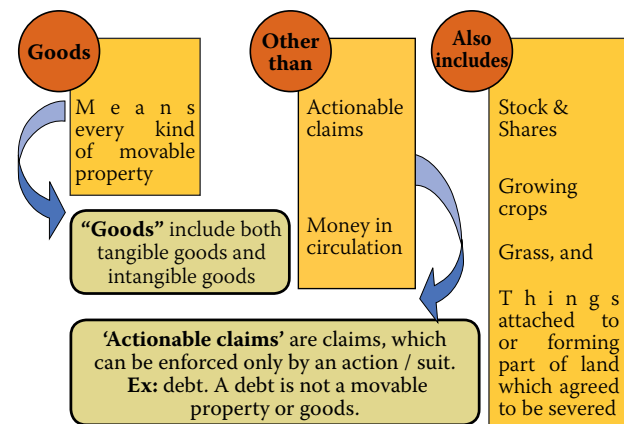 Goods
Means
every kind
of movable
property
"Goods" include both
tangible goods and
intangible goods
Other
than
Actionable
claims
Money in
circulation
'Actionable claims' are claims, which
can be enforced only by an action / suit.
Ex: debt. A debt is not a movable
property or goods.
Also
includes
Stock &
Shares
Growing
crops
Grass, and
Things
attached to
or forming
part of land
which agreed
to be severed